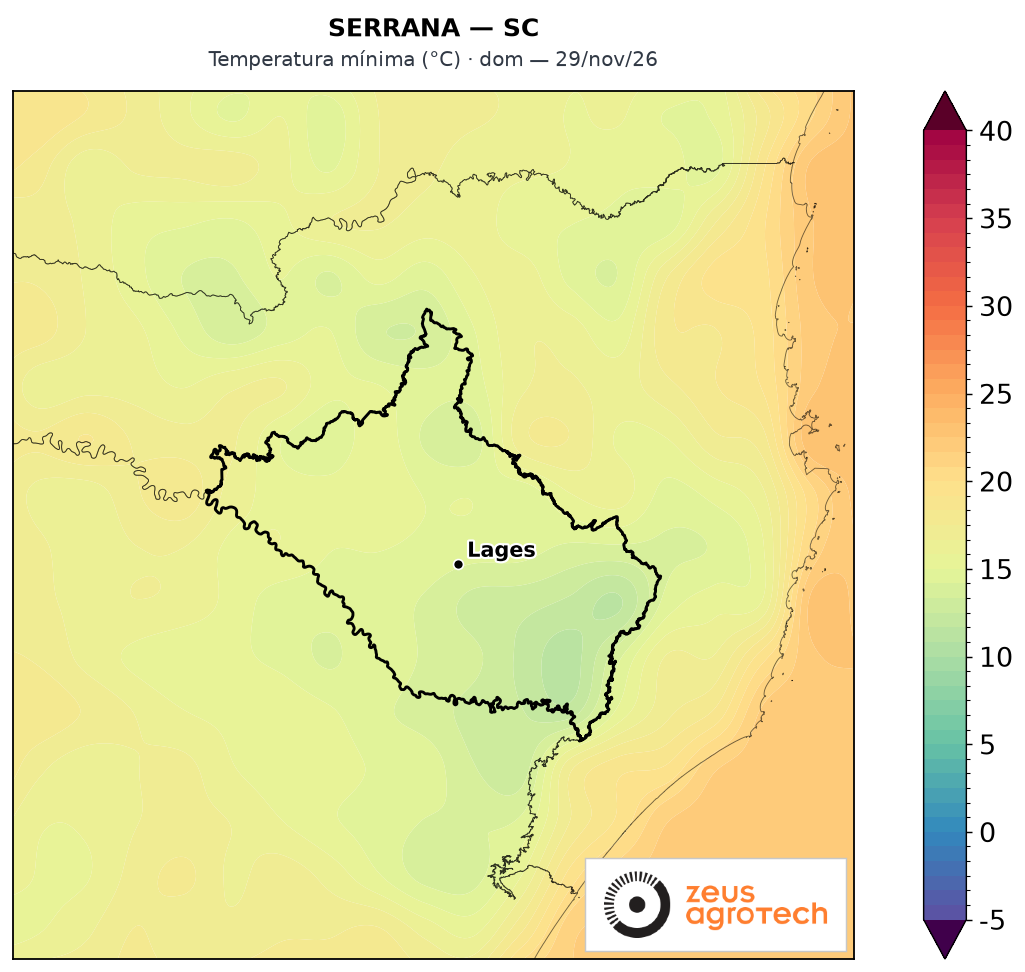 SERRANA — SC
Temperatura mínima (°C) · dom — 29/nov/26
40
35
30
25
20
15
10
5
0
-5
Lages
zeus
agrotech